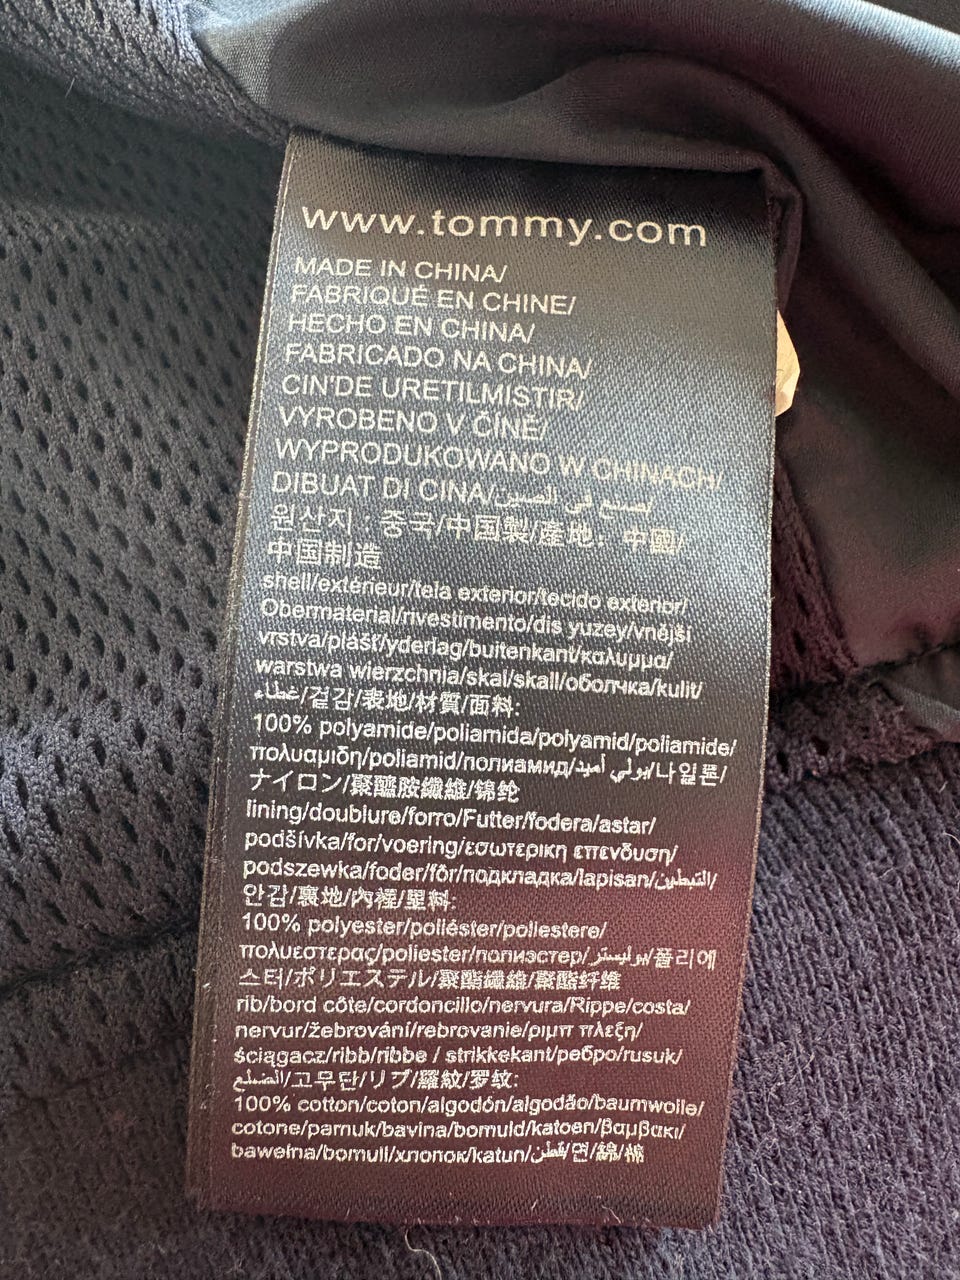 www.tommy.com
MADE IN CHINA/
FABRIQUÉ EN CHINE/
HECHO EN CHINA/
FABRICADO NA CHINA/
CIN'DE URETILMISTIR/
VYROBENO V ČÍNĚ/
WYPRODUKOWANO W CHINACH/
DIBUAT DI CINA/يصنع في الصين/
원산지 : 중국/中国製/產地: 中國/
中国制造
shell/extérieur/tela exterior/tecido exterior/
Obermaterial/rivestimento/dis yuzey/vnější
vrstva/plášť/yderlag/buitenkant/καλυμμα/
warstwa wierzchnia/skal/skall/оболчка/kulit/
غطاء/겉감/表地/材質/面料:
100% polyamide/poliamida/polyamid/poliamide/
πολυαμιδη/poliamid/полиамид/بولي أميد/나일론/
ナイロン/聚醯胺纖維/锦纶
lining/doublure/forro/Futter/fodera/astar/
podšívka/for/voering/εσωτερικη επενδυση/
podszewka/foder/fôr/подкладка/lapisan/التبطين/
안감/裏地/內裡/里料:
100% polyester/poliéster/poliestere/
πολυεστερας/poliester/полиэстер/بوليستر/폴리에
스터/ポリエステル/聚酯纖維/聚酯纤维
rib/bord côte/cordoncillo/nervura/Rippe/costa/
nervur/žebrování/rebrovanie/ριμπ πλεξη/
ściągacz/ribb/ribbe / strikkekant/ребро/rusuk/
الضلع/고무단/リブ/羅紋/罗纹:
100% cotton/coton/algodón/algodão/baumwolle/
cotone/pamuk/bavlna/bomuld/katoen/βαμβακι/
bawełna/bomull/хлопок/katun/قطن/면/綿/棉